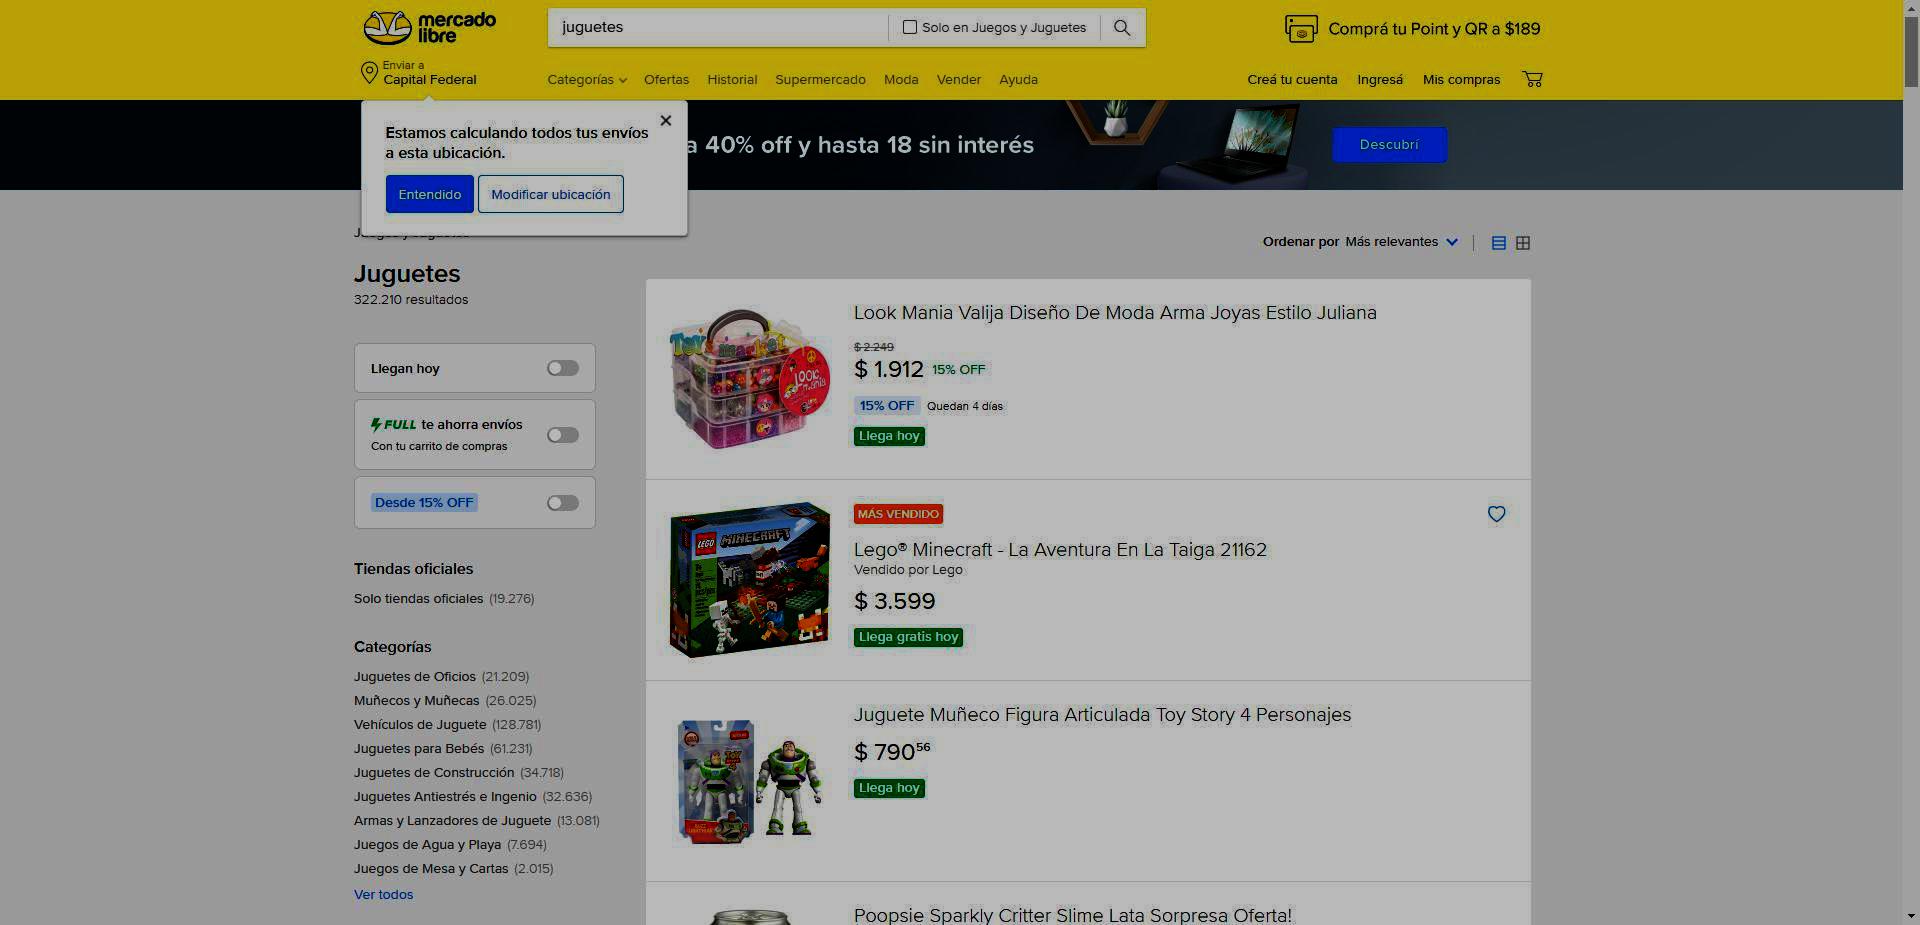 mercado
libre
juguetes
Solo en Juegos y Juguetes
Comprá tu Point y QR a $189
Enviar a
Capital Federal
Categorías
Ofertas
Historial
Supermercado
Moda
Vender
Ayuda
Creá tu cuenta
Ingresá
Mis compras
Estamos calculando todos tus envíos
a esta ubicación.
Entendido
Modificar ubicación
a 40% off y hasta 18 sin interés
Descubrí
Ordenar por Más relevantes
Juguetes
322.210 resultados
Llegan hoy
FULL te ahorra envíos
Con tu carrito de compras
Desde 15% OFF
Tiendas oficiales
Solo tiendas oficiales (19.276)
Categorías
Juguetes de Oficios (21.209)
Muñecos y Muñecas (26.025)
Vehículos de Juguete (128.781)
Juguetes para Bebés (61.231)
Juguetes de Construcción (34.718)
Juguetes Antiestrés e Ingenio (32.636)
Armas y Lanzadores de Juguete (13.081)
Juegos de Agua y Playa (7.694)
Juegos de Mesa y Cartas (2.015)
Ver todos
Toy market
Look
mania
Look Mania Valija Diseño De Moda Arma Joyas Estilo Juliana
$ 2.249
$ 1.912 15% OFF
15% OFF Quedan 4 días
Llega hoy
LEGO MINECRAFT
MÁS VENDIDO
Lego® Minecraft - La Aventura En La Taiga 21162
Vendido por Lego
$ 3.599
Llega gratis hoy
TOY
STORY
4
Juguete Muñeco Figura Articulada Toy Story 4 Personajes
$ 790 56
Llega hoy
Poopsie Sparkly Critter Slime Lata Sorpresa Oferta!